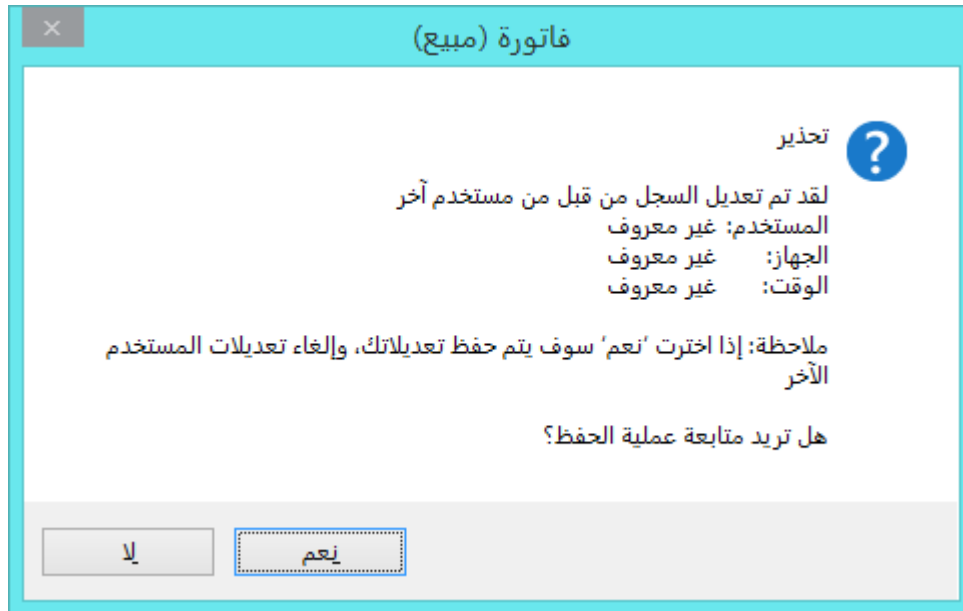 فاتورة (مبيع)
تحذير
لقد تم تعديل السجل من قبل من مستخدم آخر
المستخدم: غير معروف
الجهاز: غير معروف
الوقت: غير معروف
ملاحظة: إذا اخترت ’نعم‘ سوف يتم حفظ تعديلاتك، وإلغاء تعديلات المستخدم
الآخر
هل تريد متابعة عملية الحفظ؟
نعم
لا